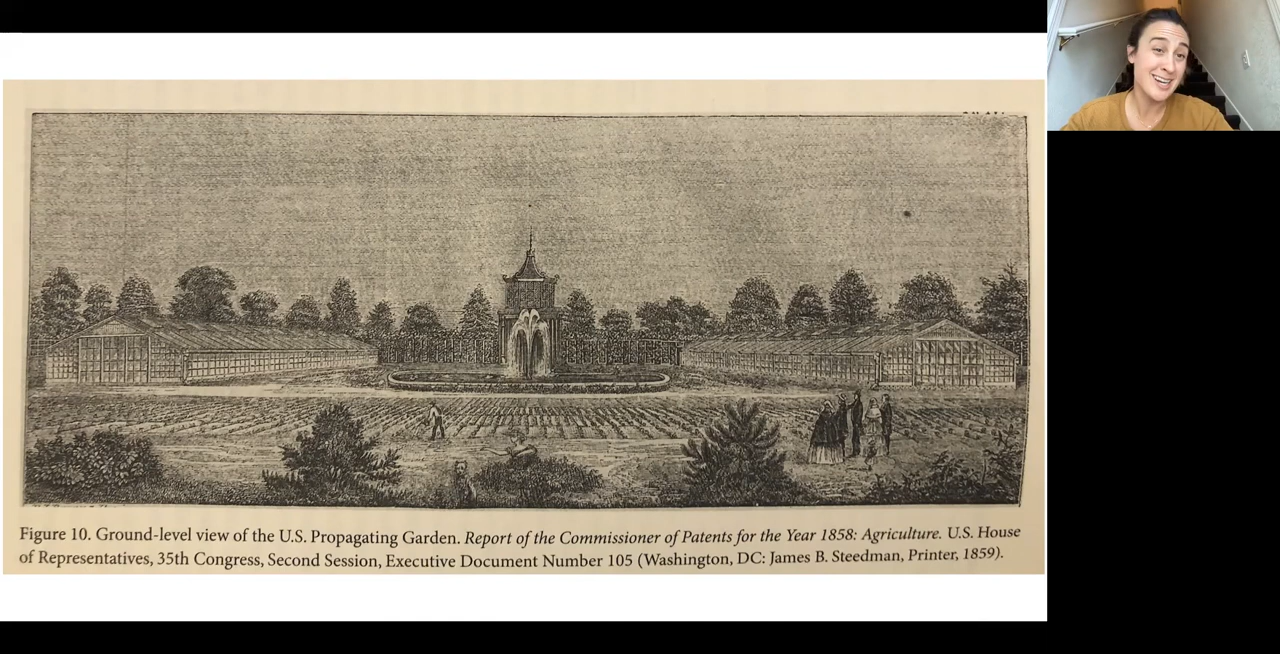 Figure 10. Ground-level view of the U.S. Propagating Garden. Report of the Commissioner of Patents for the Year 1858: Agriculture. U.S. House
of Representatives, 35th Congress, Second Session, Executive Document Number 105 (Washington, DC: James B. Steedman, Printer, 1859).